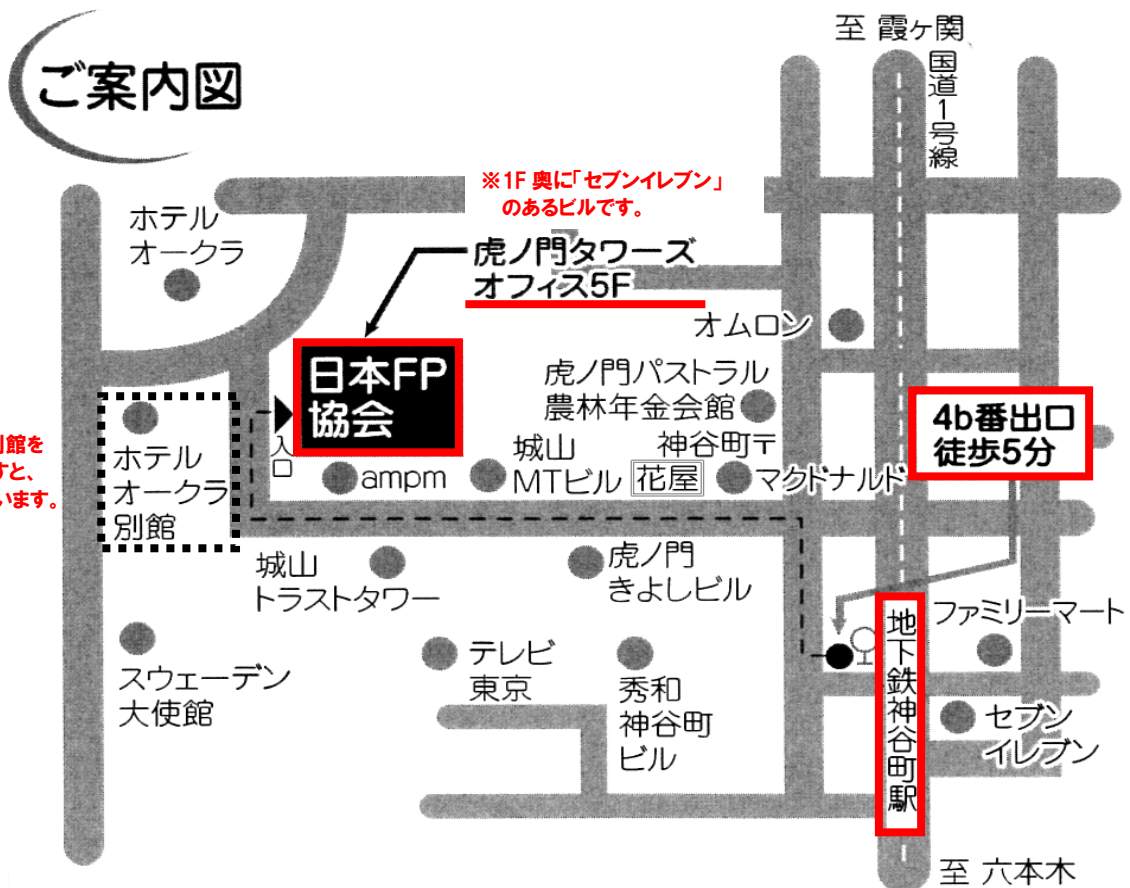 至 霞ヶ関
国道1号線
ご案内図
※1F 奥に「セブンイレブン」
のあるビルです。
ホテル
オークラ
虎ノ門タワーズ
オフィス5F
オムロン
日本FP
協会
虎ノ門パストラル
農林年金会館
4b番出口
徒歩5分
館を
すと、
います。
ホテル
オークラ
別館
入口
ampm
城山
MTビル
花屋
神谷町〒
マクドナルド
城山
トラストタワー
虎ノ門
きよしビル
ファミリーマート
地下鉄神谷町駅
スウェーデン
大使館
テレビ
東京
秀和
神谷町
ビル
セブン
イレブン
至 六本木